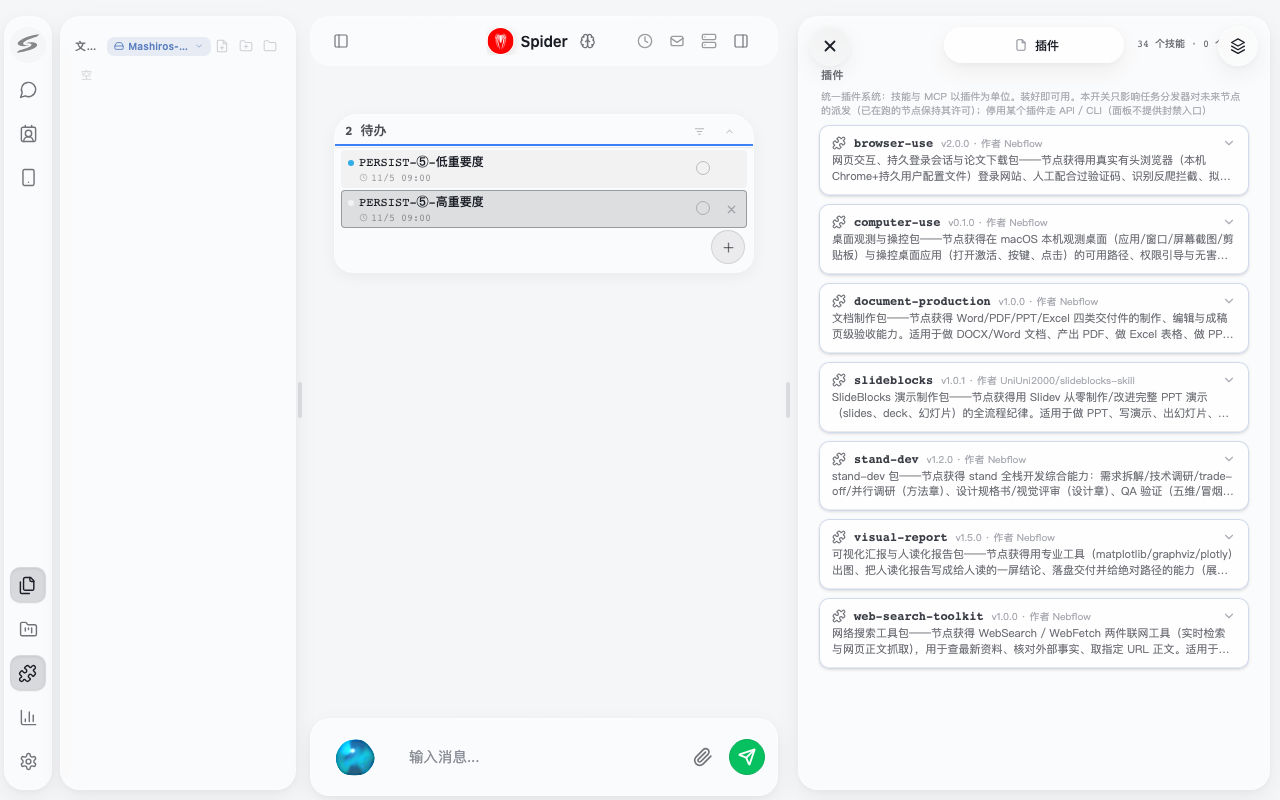 文...
Mashiros-...
空
Spider
2 待办
PERSIST-⑤-低重要度
11/5 09:00
PERSIST-⑤-高重要度
11/5 09:00
输入消息...
插件
34 个技能 · 0
插件
统一插件系统：技能与 MCP 以插件为单位。装好即可用。本开关只影响任务分发器对未来节点
的派发（已在跑的节点保持其许可）；停用某个插件走 API / CLI（面板不提供封禁入口）
browser-use v2.0.0 · 作者 Nebflow
网页交互、持久登录会话与论文下载包——节点获得用真实有头浏览器（本机
Chrome+持久用户配置文件）登录网站、人工配合过验证码、识别反爬拦截、拟...
computer-use v0.1.0 · 作者 Nebflow
桌面观测与操控包——节点获得在 macOS 本机观测桌面（应用/窗口/屏幕截图/剪
贴板）与操控桌面应用（打开激活、按键、点击）的可用路径、权限引导与无害...
document-production v1.0.0 · 作者 Nebflow
文档制作包——节点获得 Word/PDF/PPT/Excel 四类交付件的制作、编辑与成稿
页级验收能力。适用于做 DOCX/Word 文档、产出 PDF、做 Excel 表格、做 PP...
slideblocks v1.0.1 · 作者 UniUni2000/slideblocks-skill
SlideBlocks 演示制作包——节点获得用 Slidev 从零制作/改进完整 PPT 演示
（slides、deck、幻灯片）的全流程纪律。适用于做 PPT、写演示、出幻灯片、...
stand-dev v1.2.0 · 作者 Nebflow
stand-dev 包——节点获得 stand 全栈开发综合能力：需求拆解/技术调研/trade-
off/并行调研（方法章）、设计规格书/视觉评审（设计章）、QA 验证（五维/冒烟...
visual-report v1.5.0 · 作者 Nebflow
可视化汇报与人读化报告包——节点获得用专业工具（matplotlib/graphviz/plotly）
出图、把人读化报告写成给人读的一屏结论、落盘交付并给绝对路径的能力（展...
web-search-toolkit v1.0.0 · 作者 Nebflow
网络搜索工具包——节点获得 WebSearch / WebFetch 两件联网工具（实时检索
与网页正文抓取），用于查最新资料、核对外部事实、取指定 URL 正文。适用于...